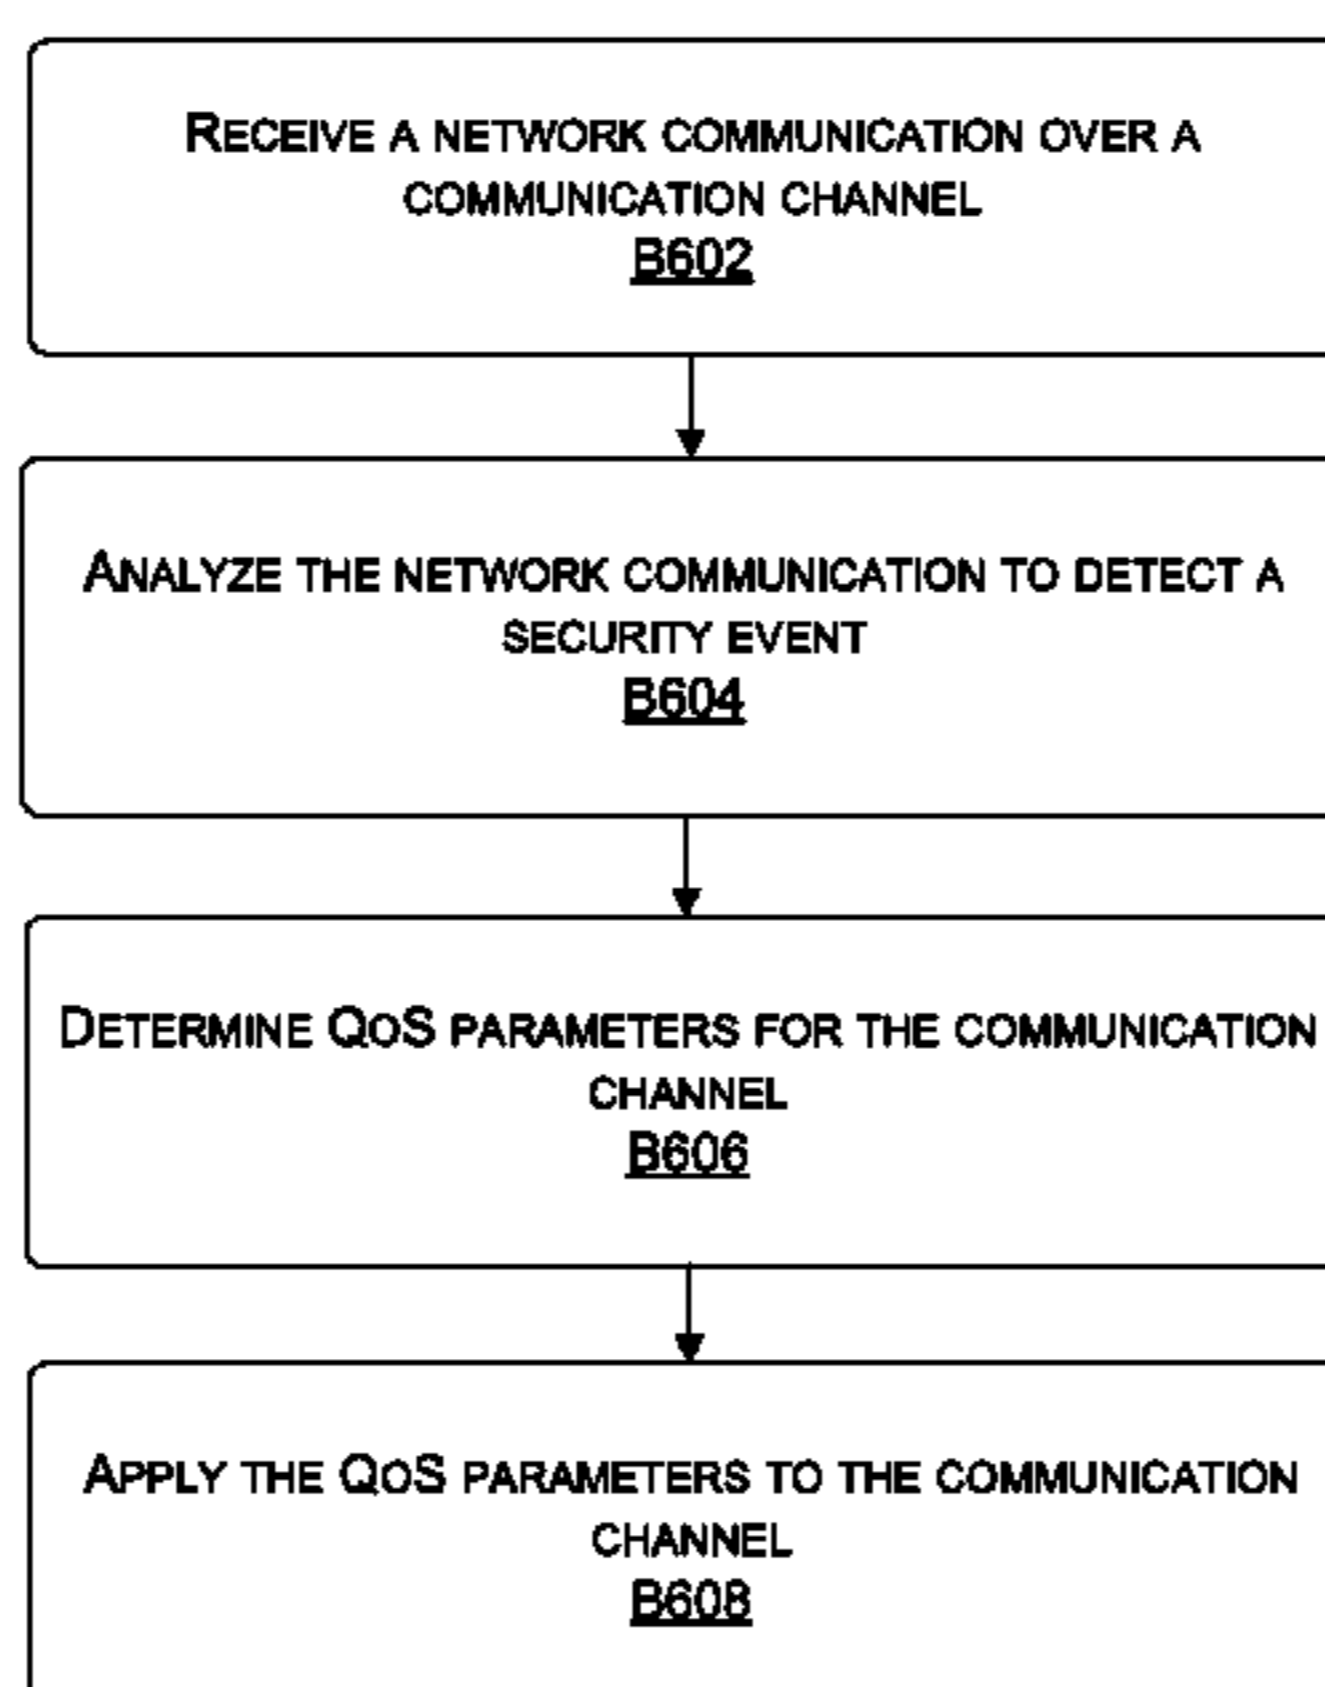 RECEIVE A NETWORK COMMUNICATION OVER A
COMMUNICATION CHANNEL
B602
ANALYZE THE NETWORK COMMUNICATION TO DETECT A
SECURITY EVENT
B604
DETERMINE QOS PARAMETERS FOR THE COMMUNICATION
CHANNEL
B606
APPLY THE QOS PARAMETERS TO THE COMMUNICATION
CHANNEL
B608